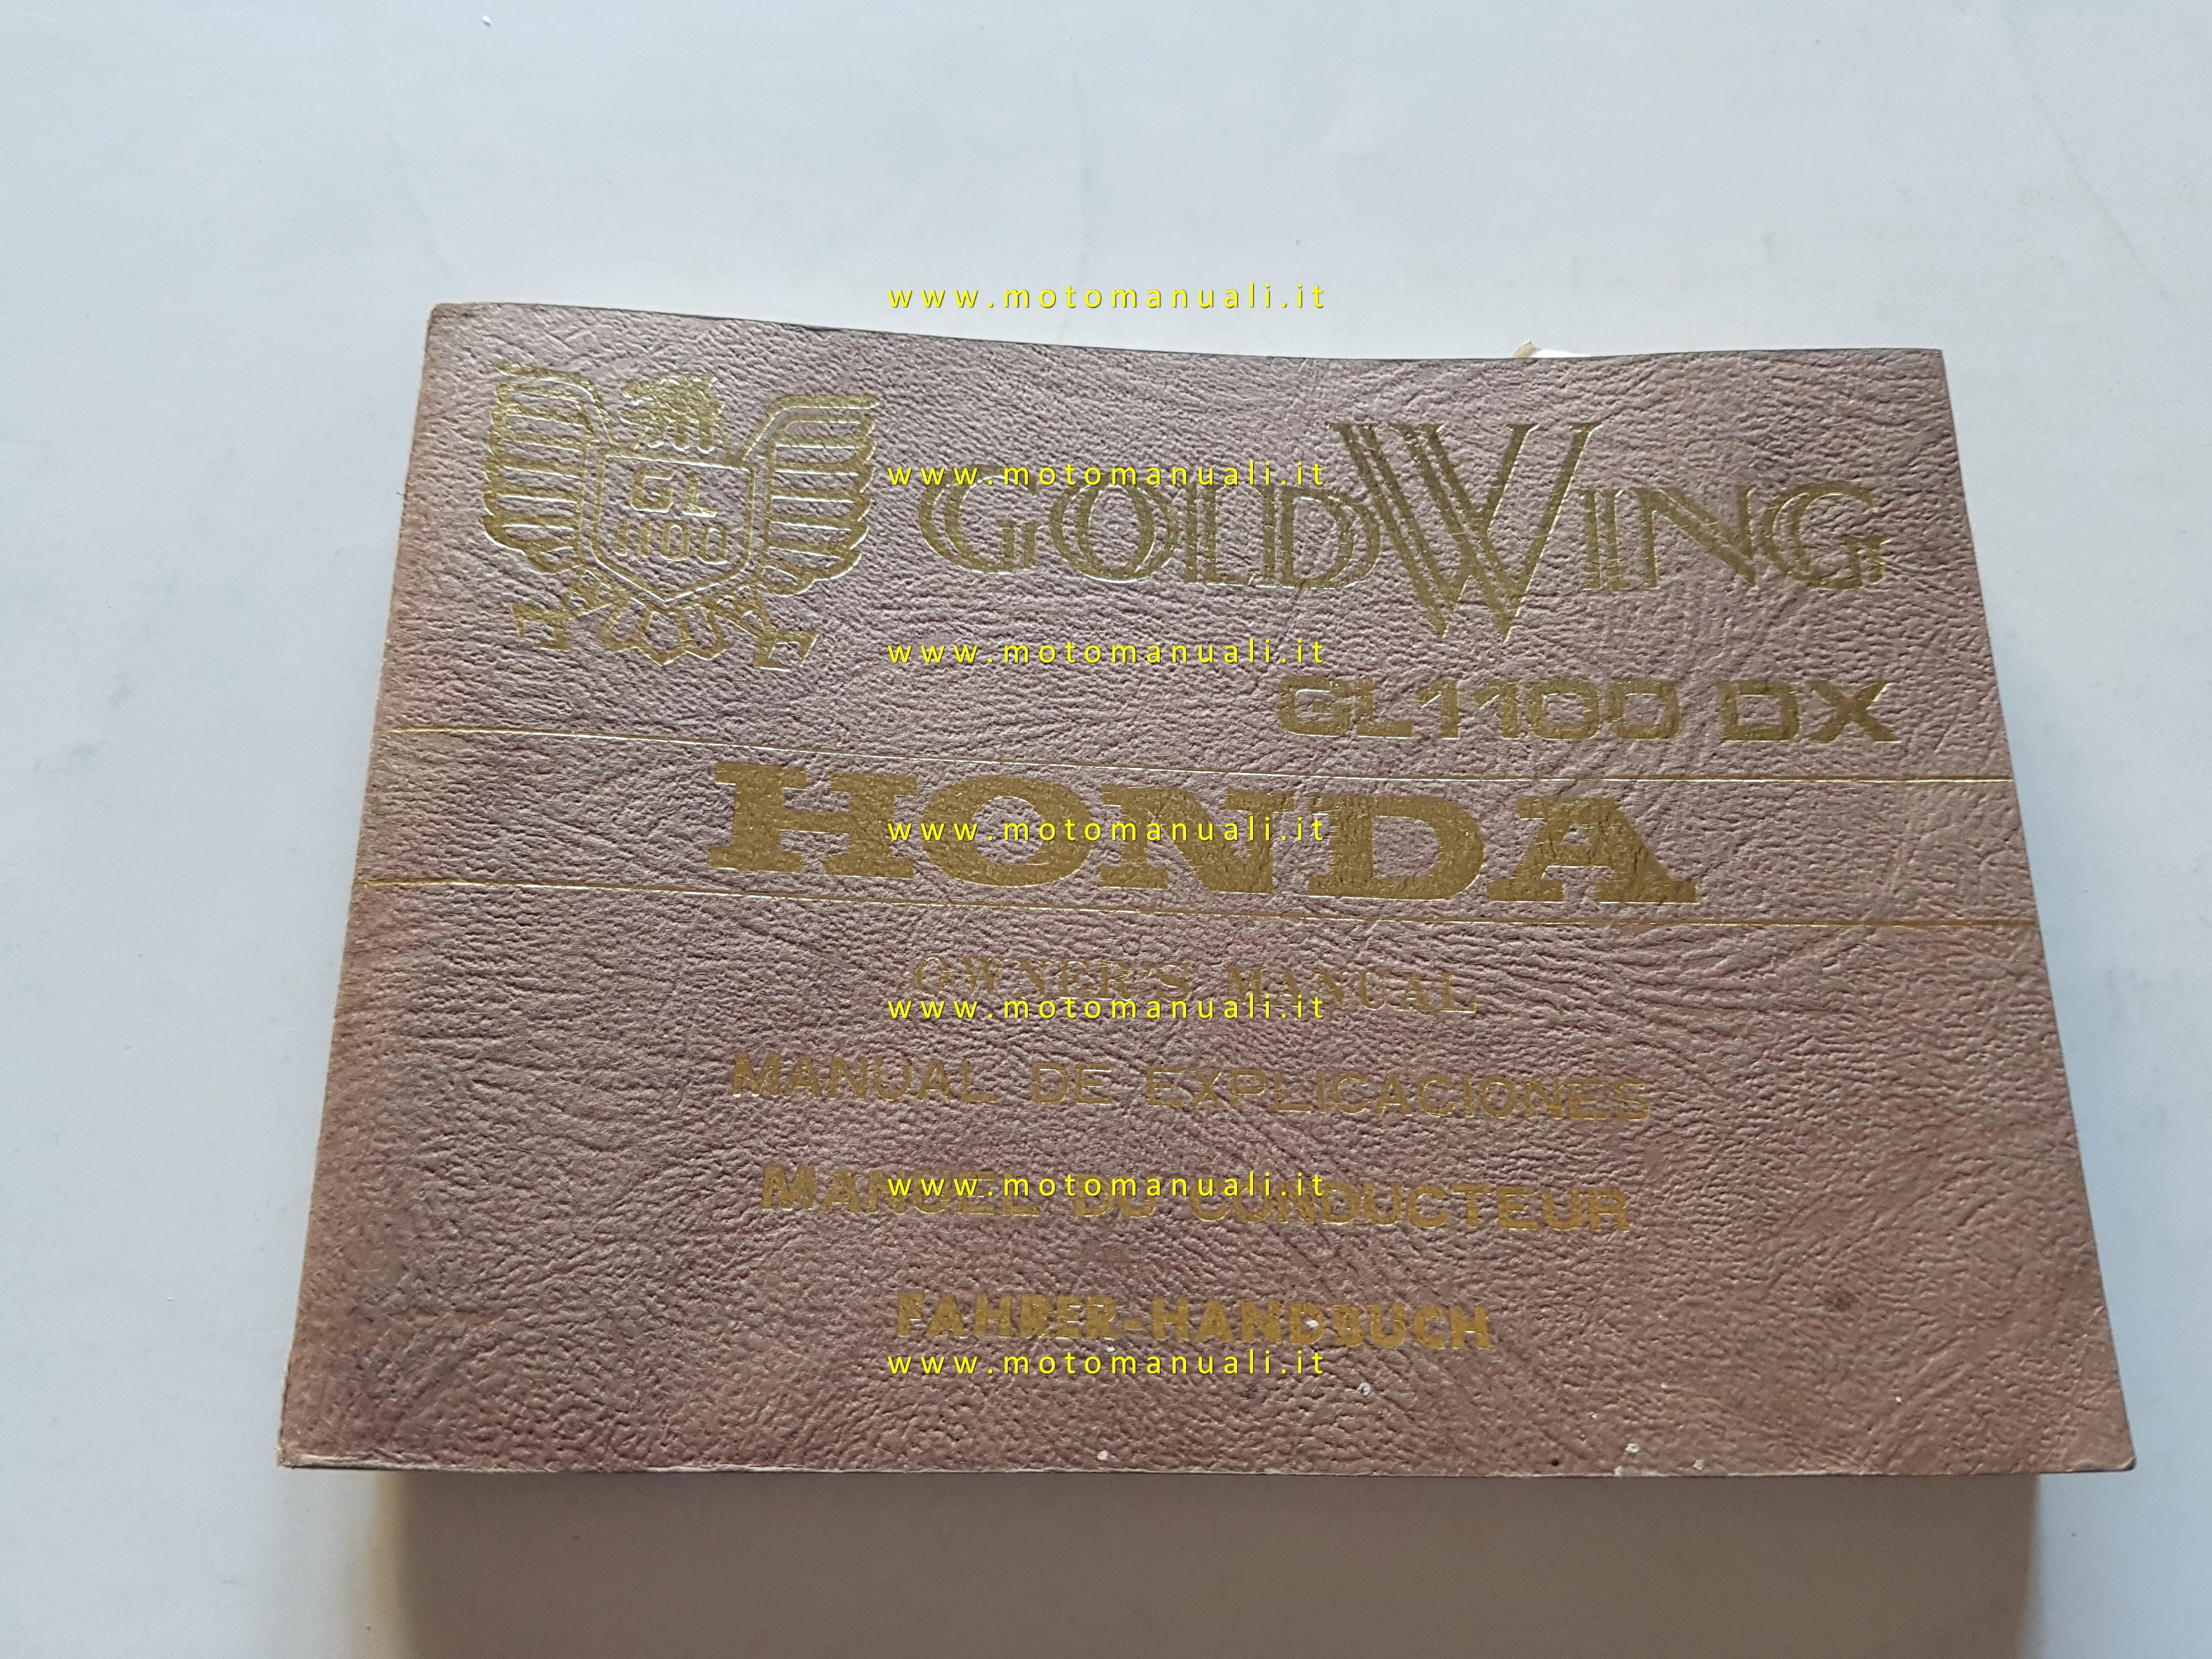 www.motomanuali.it
GL
1100
GOLDWING
www.motomanuali.it
www.motomanuali.it
GL1100 DX
HONDA
www.motomanuali.it
OWNER'S MANUAL
www.motomanuali.it
MANUAL DE EXPLICACIONES
MANUEL DU CONDUCTEUR
www.motomanuali.it
FAHRER-HANDBUCH
www.motomanuali.it